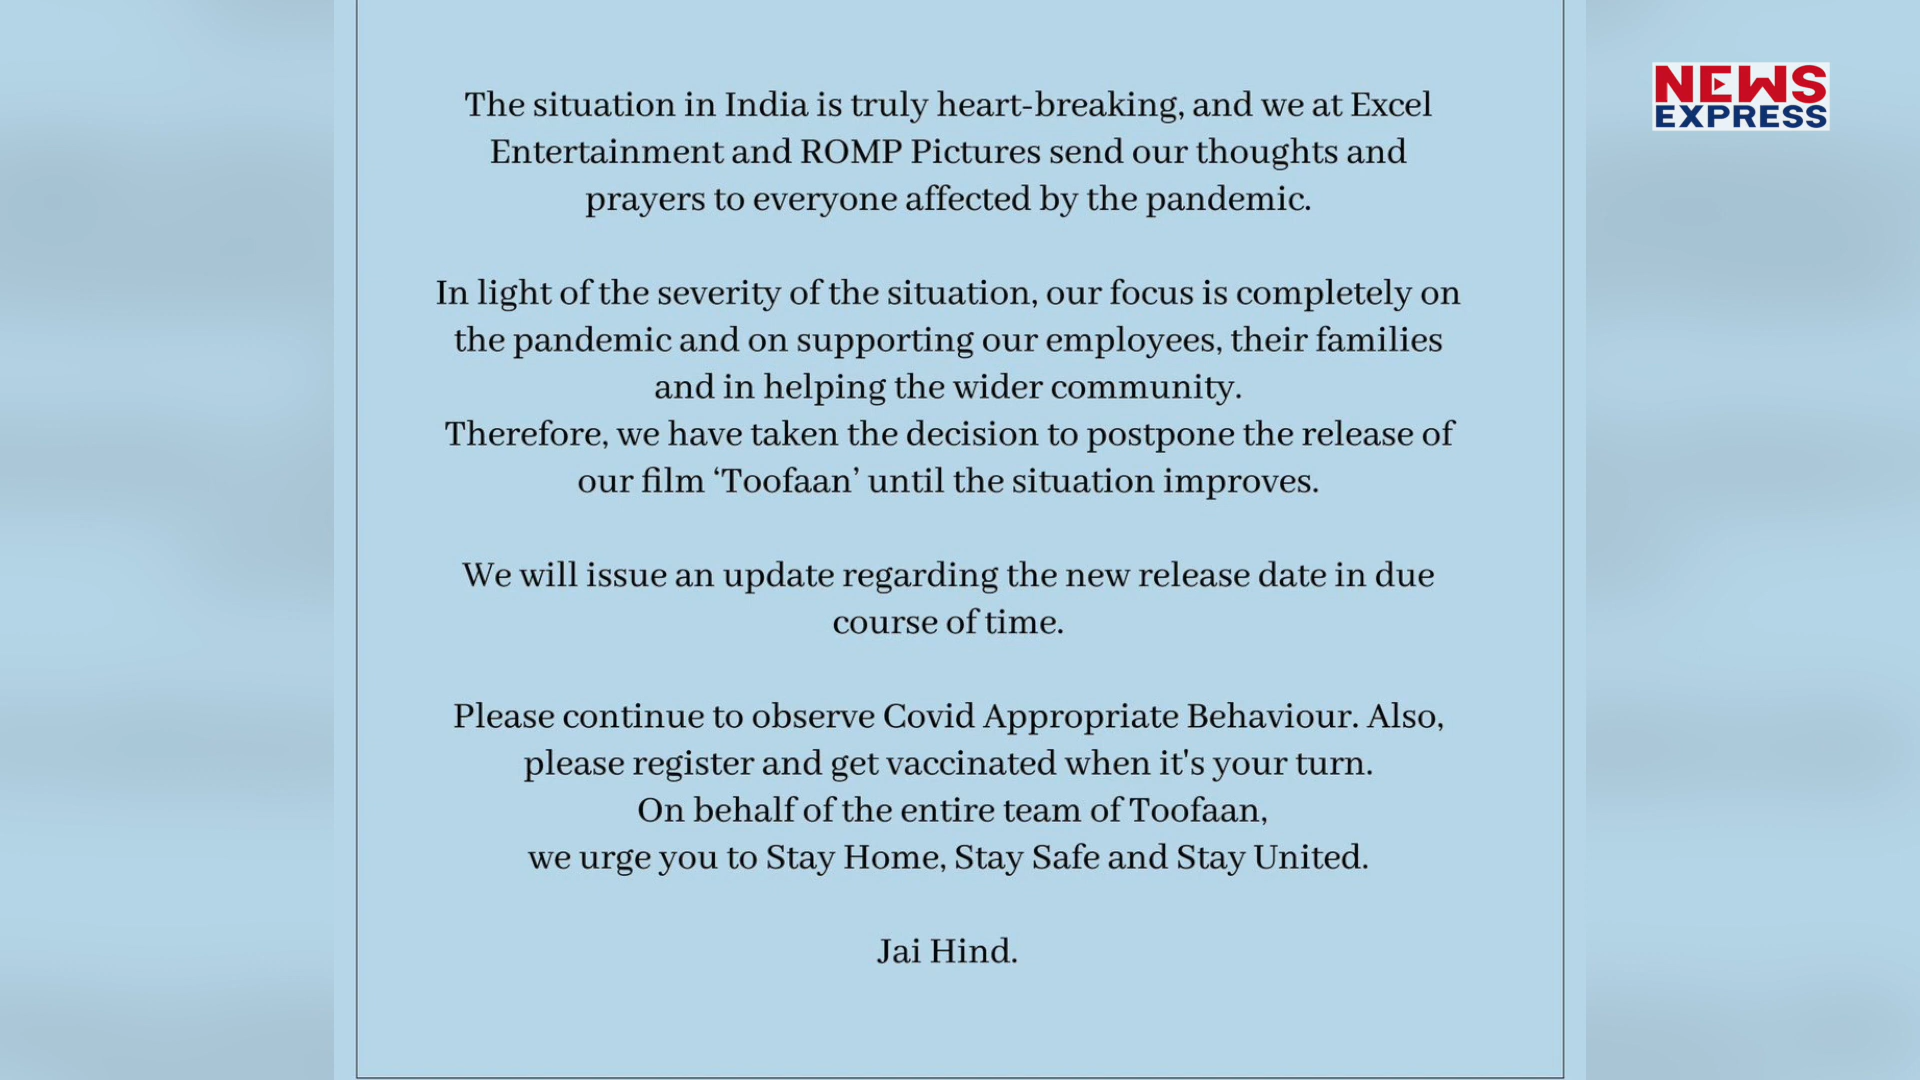 NEWS
EXPRESS
The situation in India is truly heart-breaking, and we at Excel
Entertainment and ROMP Pictures send our thoughts and
prayers to everyone affected by the pandemic.
In light of the severity of the situation, our focus is completely on
the pandemic and on supporting our employees, their families
and in helping the wider community.
Therefore, we have taken the decision to postpone the release of
our film ‘Toofaan’ until the situation improves.
We will issue an update regarding the new release date in due
course of time.
Please continue to observe Covid Appropriate Behaviour. Also,
please register and get vaccinated when it's your turn.
On behalf of the entire team of Toofaan,
we urge you to Stay Home, Stay Safe and Stay United.
Jai Hind.